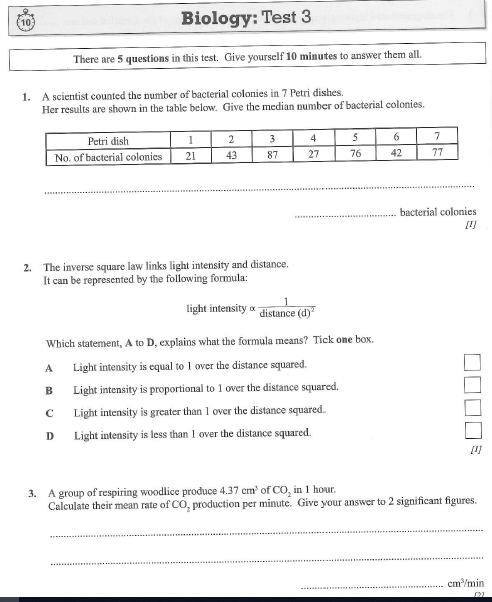 10
Biology: Test 3
There are 5 questions in this test. Give yourself 10 minutes to answer them all.
1. A scientist counted the number of bacterial colonies in 7 Petri dishes.
Her results are shown in the table below. Give the median number of bacterial colonies.
Petri dish 1 2 3 4 5 6 7
No. of bacterial colonies 21 43 87 27 76 42 77
bacterial colonies
[1]
2. The inverse square law links light intensity and distance.
It can be represented by the following formula:
light intensity α 1 / distance (d)²
Which statement, A to D, explains what the formula means? Tick one box.
A Light intensity is equal to 1 over the distance squared.
B Light intensity is proportional to 1 over the distance squared.
C Light intensity is greater than 1 over the distance squared.
D Light intensity is less than 1 over the distance squared.
[1]
3. A group of respiring woodlice produce 4.37 cm³ of CO₂ in 1 hour.
Calculate their mean rate of CO₂ production per minute. Give your answer to 2 significant figures.
cm³/min
[2]